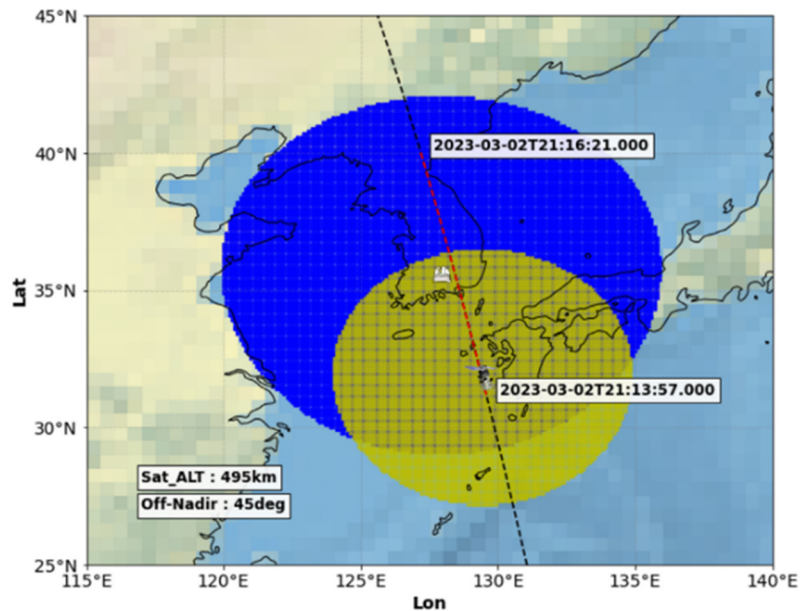 45°N
2023-03-02T21:16:21.000
40°N
35°N
Lat
2023-03-02T21:13:57.000
30°N
Sat_ALT : 495km
Off-Nadir : 45deg
25°N
115°E 120°E 125°E 130°E 135°E 140°E
Lon